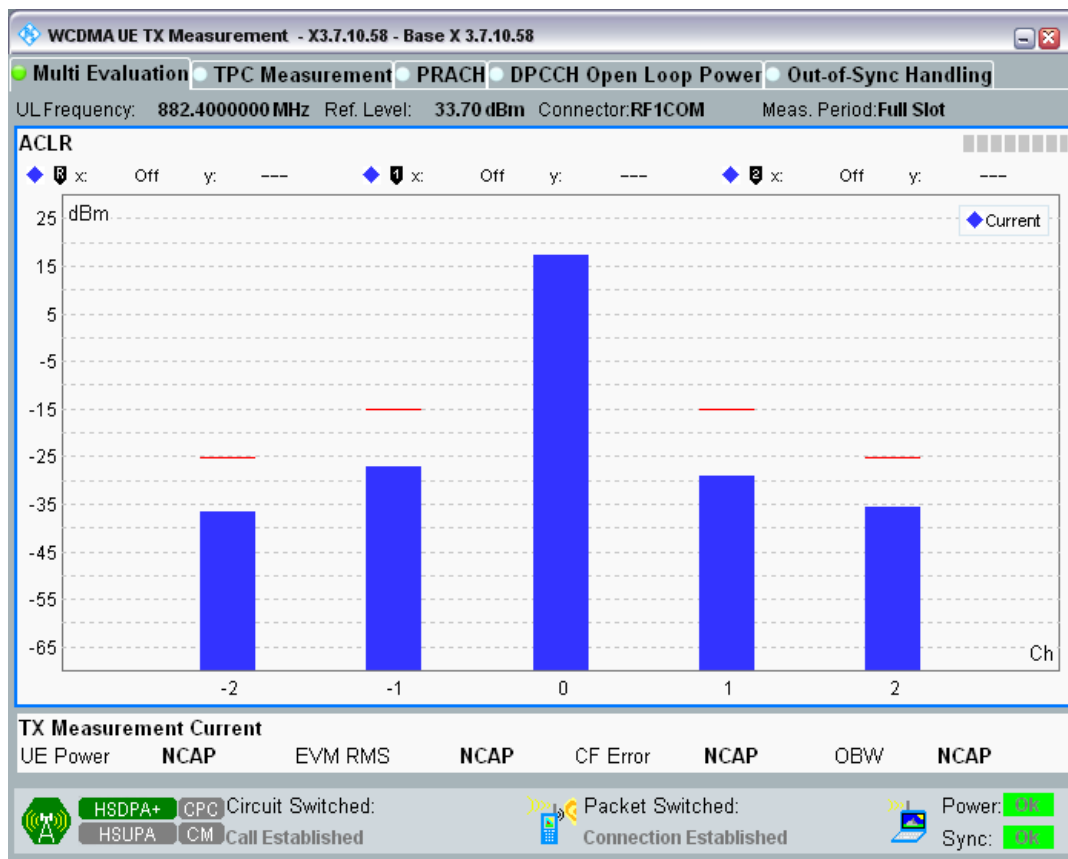 WCDMA UE TX Measurement - X3.7.10.58 - Base X 3.7.10.58
Multi Evaluation TPC Measurement PRACH DPCCH Open Loop Power Out-of-Sync Handling
UL Frequency: 882.4000000 MHz Ref. Level: 33.70 dBm Connector:RF1COM Meas. Period:Full Slot
ACLR
R x: Off y: --- 1 x: Off y: --- 2 x: Off y: ---
dBm
Current
25
15
5
-5
-15
-25
-35
-45
-55
-65
Ch
-2 -1 0 1 2
TX Measurement Current
UE Power NCAP EVM RMS NCAP CF Error NCAP OBW NCAP
HSDPA+ CPC Circuit Switched: Packet Switched: Power: OK
HSUPA CM Call Established Connection Established Sync: OK